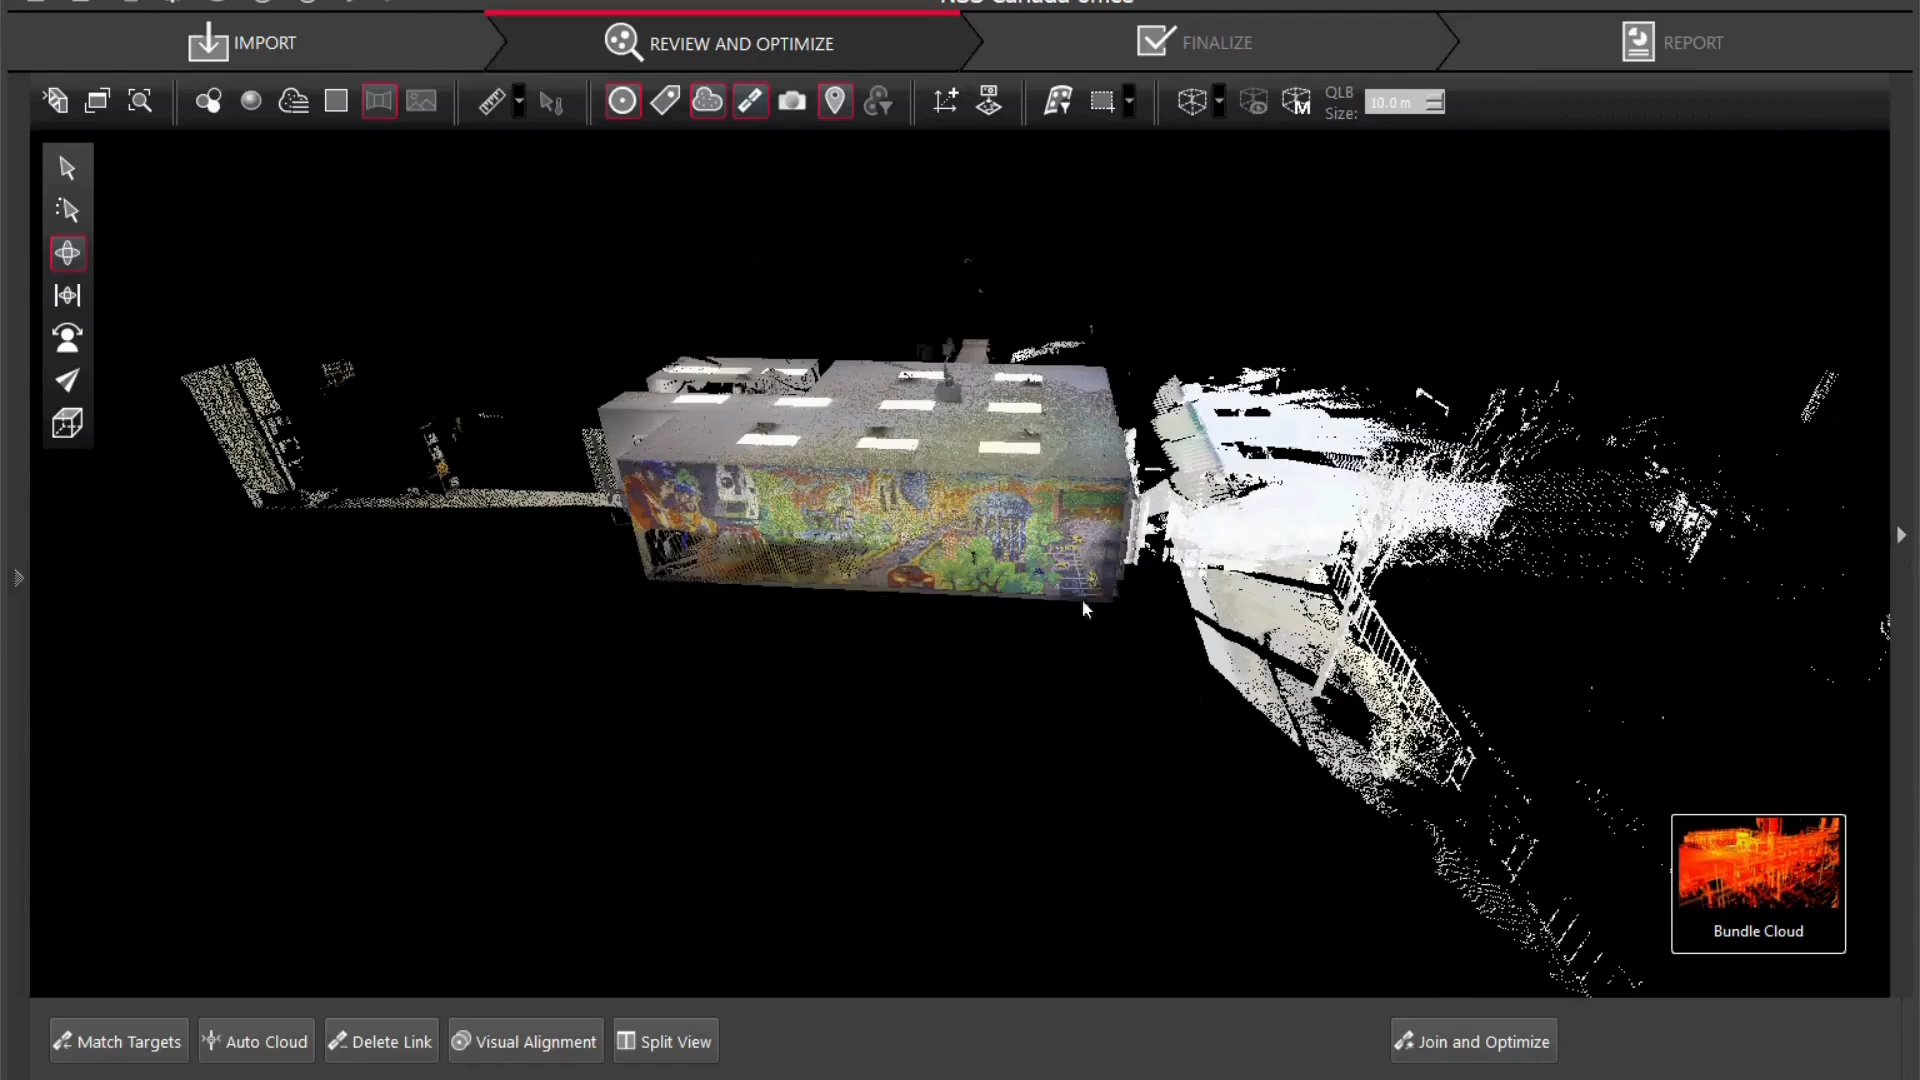 IMPORT
REVIEW AND OPTIMIZE
FINALIZE
REPORT
QLB
Size:
10.0 m
Bundle Cloud
Match Targets
Auto Cloud
Delete Link
Visual Alignment
Split View
Join and Optimize